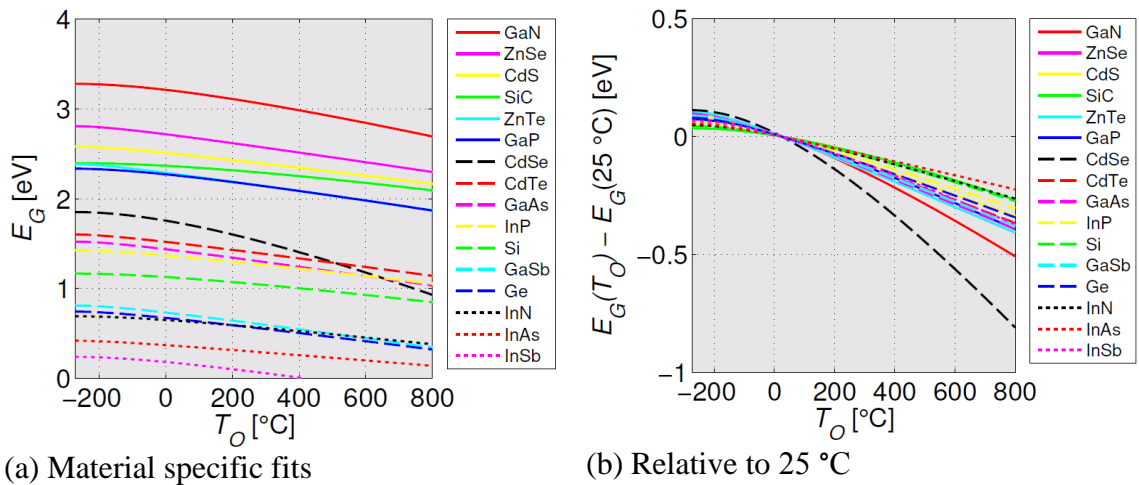 4
3
2
1
0
E_G [eV]
−200 0 200 400 600 800
T_O [°C]
GaN
ZnSe
CdS
SiC
ZnTe
GaP
CdSe
CdTe
GaAs
InP
Si
GaSb
Ge
InN
InAs
InSb
(a) Material specific fits
0.5
0
−0.5
−1
E_G(T_O) − E_G(25 °C) [eV]
−200 0 200 400 600 800
T_O [°C]
GaN
ZnSe
CdS
SiC
ZnTe
GaP
CdSe
CdTe
GaAs
InP
Si
GaSb
Ge
InN
InAs
InSb
(b) Relative to 25 °C